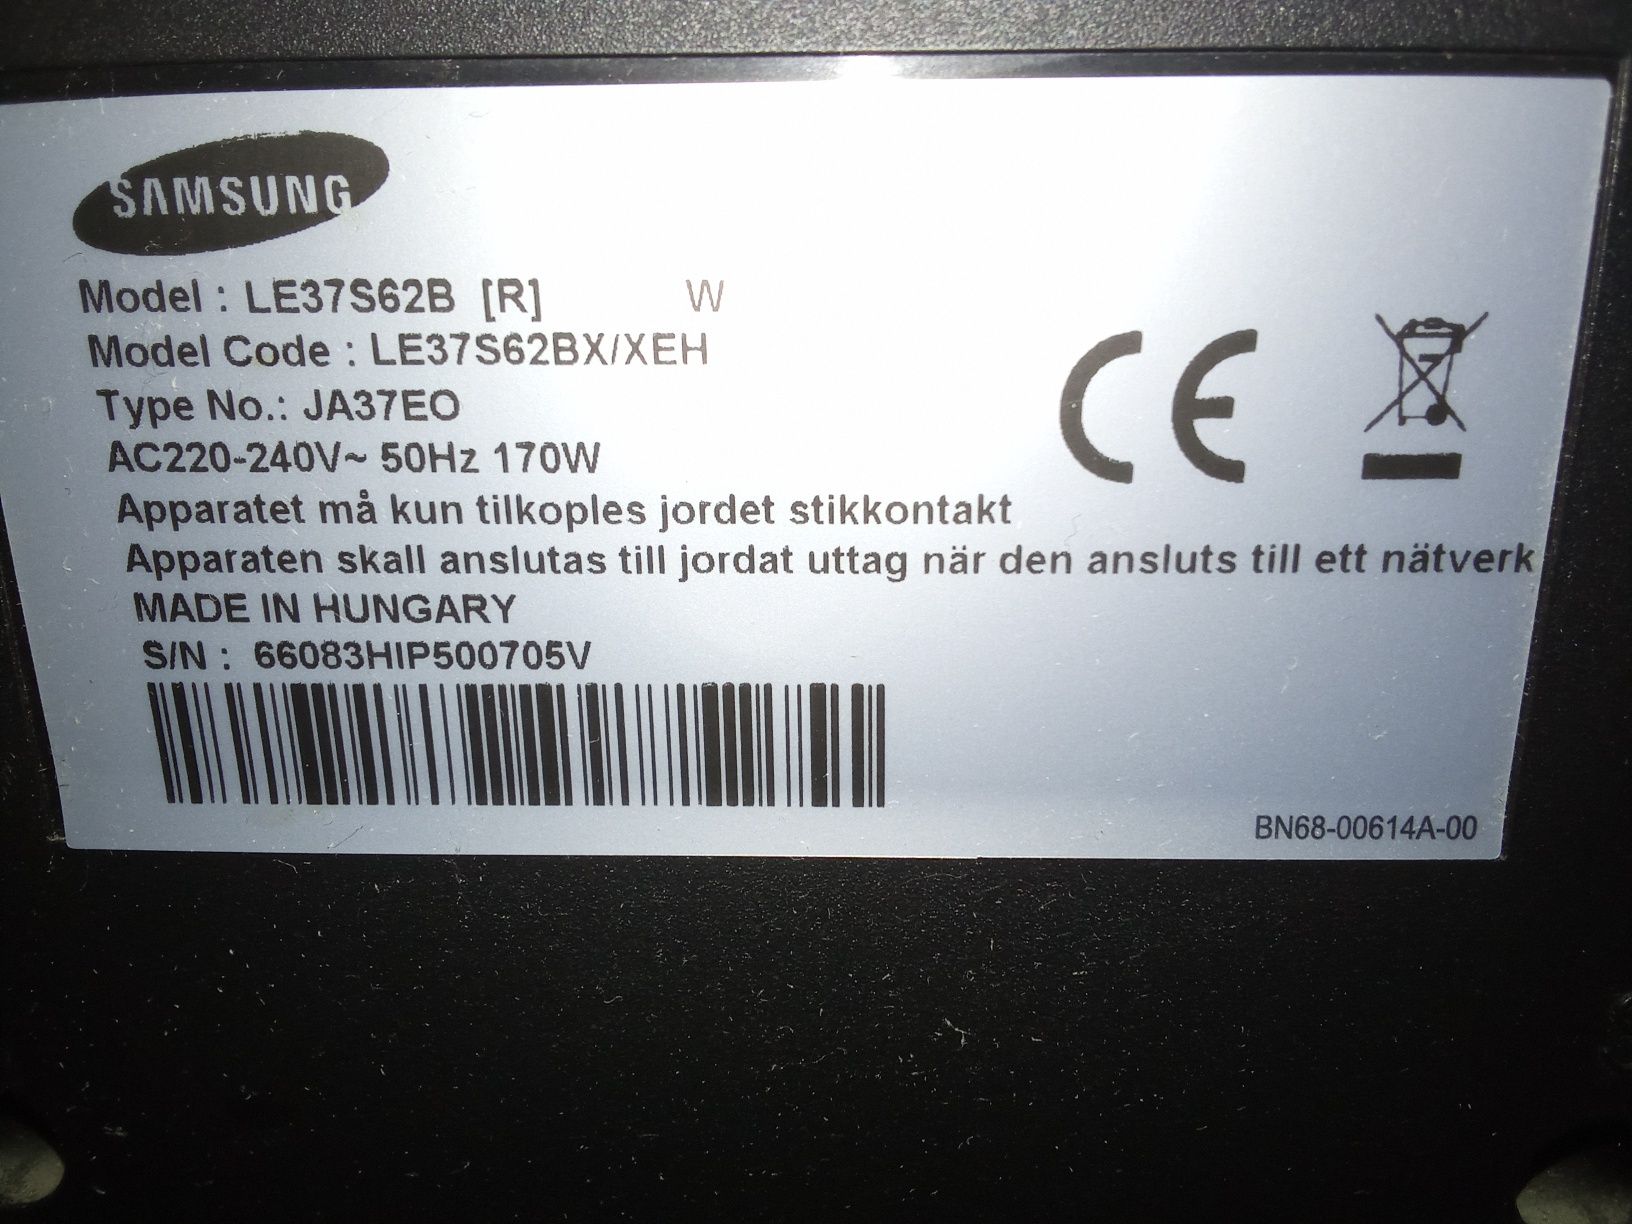 SAMSUNG
Model : LE37S62B [R] W
Model Code : LE37S62BX/XEH
Type No.: JA37EO
AC220-240V~ 50Hz 170W
Apparatet må kun tilkoples jordet stikkontakt
Apparaten skall anslutas till jordat uttag när den ansluts till ett nätverk
MADE IN HUNGARY
S/N : 66083HIP500705V
BN68-00614A-00